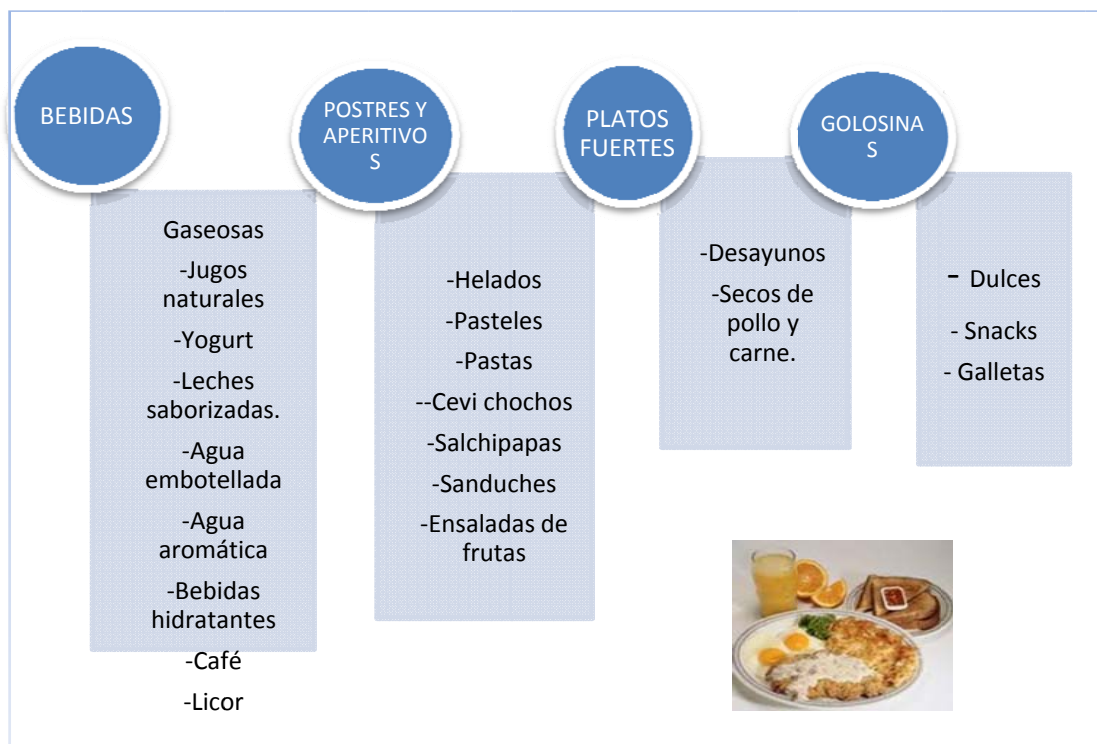 BEBIDAS
Gaseosas
-Jugos
naturales
-Yogurt
-Leches
saborizadas.
-Agua
embotellada
-Agua
aromática
-Bebidas
hidratantes
-Café
-Licor
POSTRES Y
APERITIVO
S
-Helados
-Pasteles
-Pastas
--Cevi chochos
-Salchipapas
-Sanduches
-Ensaladas de
frutas
PLATOS
FUERTES
-Desayunos
-Secos de
pollo y
carne.
GOLOSINA
S
- Dulces
- Snacks
- Galletas